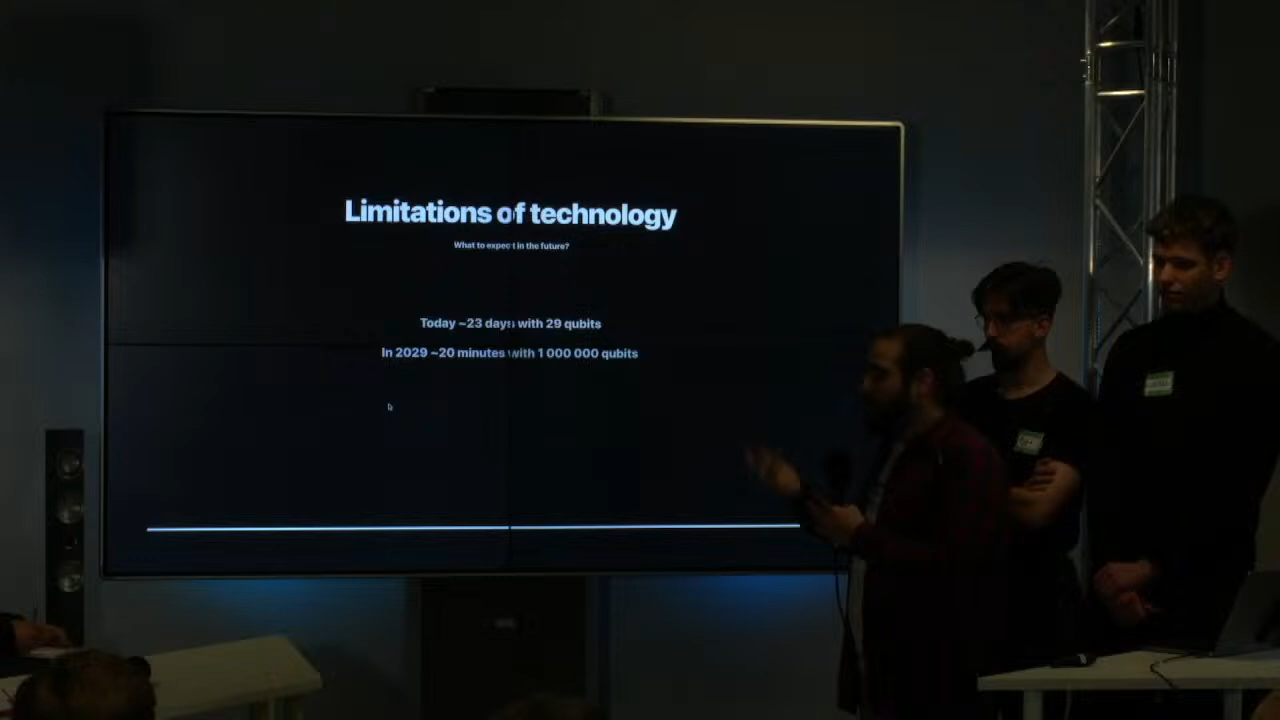 Limitations of technology
What to expect in the future?
Today ~23 days with 29 qubits
In 2029 ~20 minutes with 1 000 000 qubits